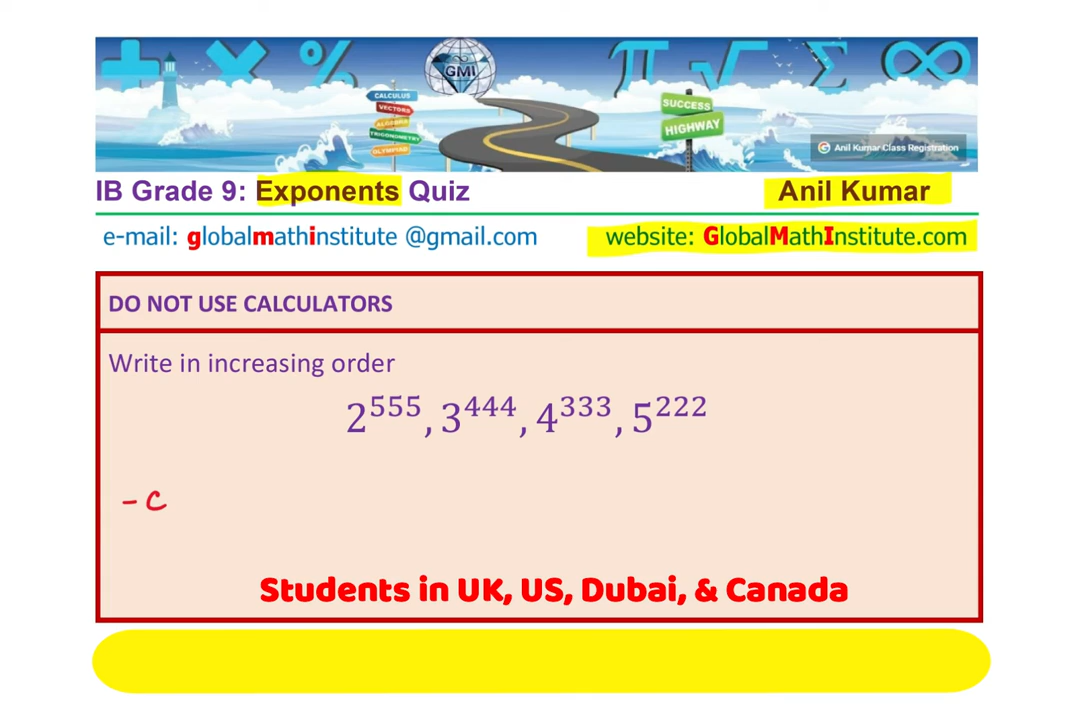 GMI
CALCULUS
VECTORS
ALGEBRA
TRIGONOMETRY
OLYMPIAD
SUCCESS
HIGHWAY
Anil Kumar Class Registration
IB Grade 9: Exponents Quiz
Anil Kumar
e-mail: globalmathinstitute @gmail.com
website: GlobalMathInstitute.com
DO NOT USE CALCULATORS
Write in increasing order
2^555, 3^444, 4^333, 5^222
- C
Students in UK, US, Dubai, & Canada